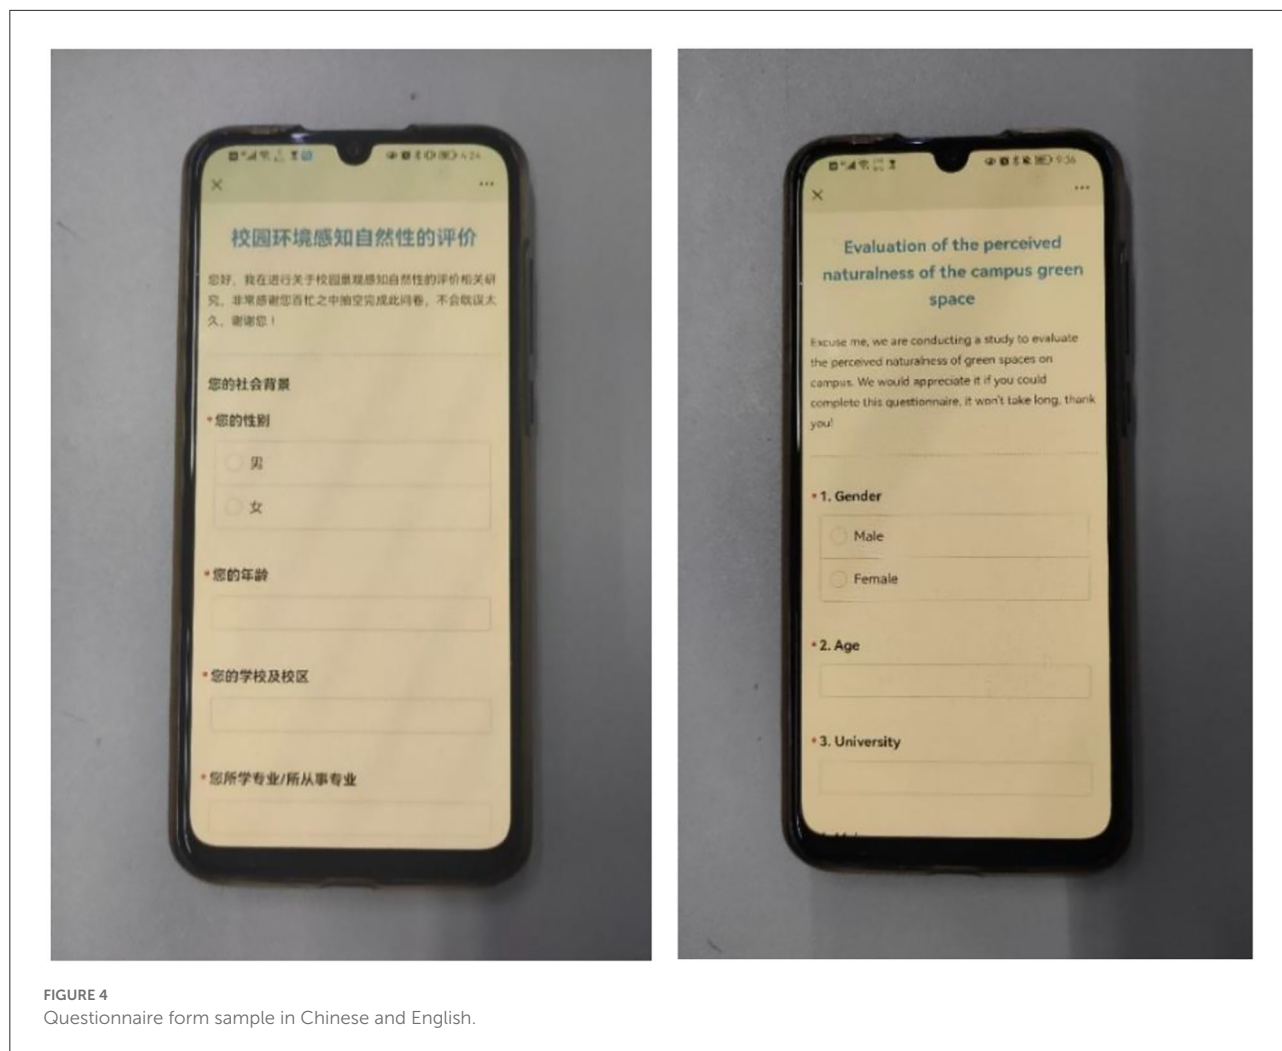 4:24
校园环境感知自然性的评价
您好，我在进行关于校园景观感知自然性的评价相关研
究，非常感谢您百忙之中抽空完成此问卷，不会耽误太
久，谢谢您！
您的社会背景
*您的性别
男
女
*您的年龄
*您的学校及校区
*您所学专业/所从事专业
9:36
Evaluation of the perceived
naturalness of the campus green
space
Excuse me, we are conducting a study to evaluate
the perceived naturalness of green spaces on
campus. We would appreciate it if you could
complete this questionnaire, it won't take long, thank
you!
*1. Gender
Male
Female
*2. Age
*3. University
FIGURE 4
Questionnaire form sample in Chinese and English.